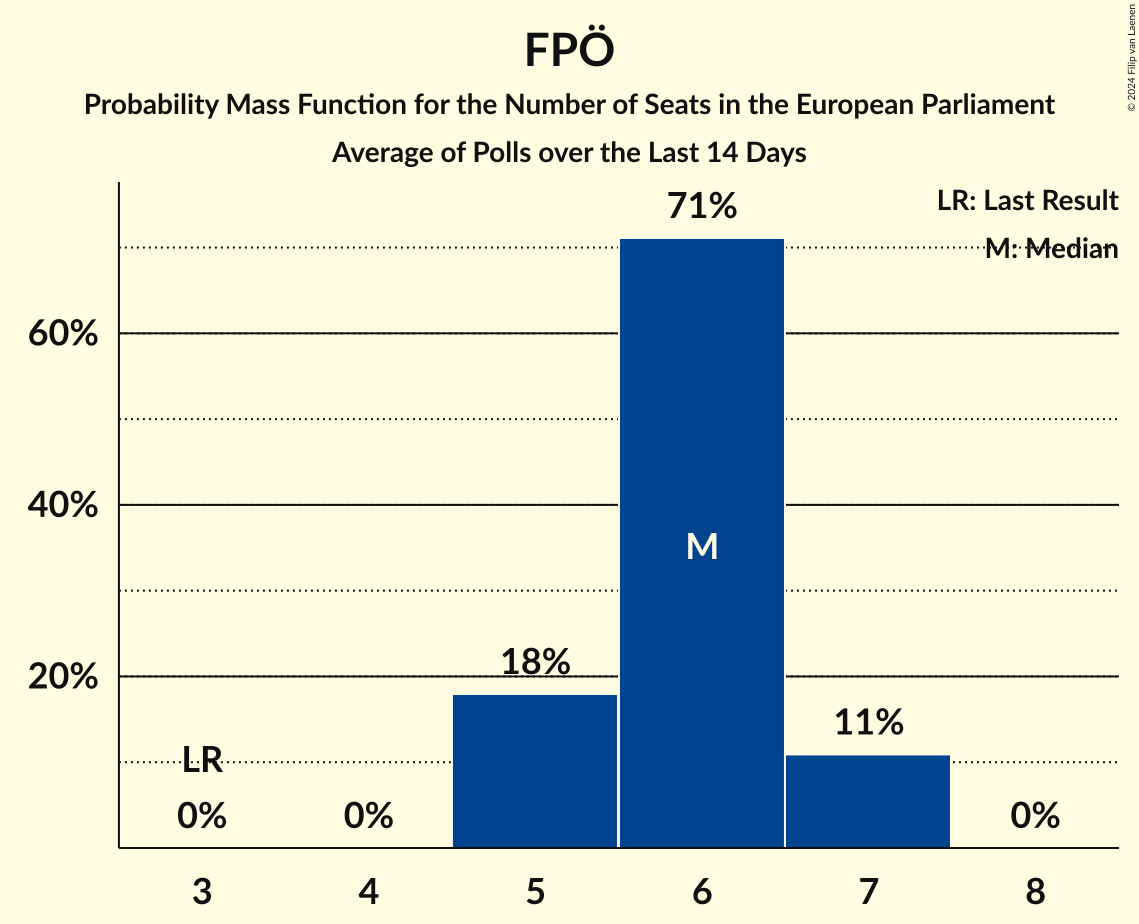 FPÖ
Probability Mass Function for the Number of Seats in the European Parliament
Average of Polls over the Last 14 Days
© 2024 Filip van Laenen
LR: Last Result
M: Median
71%
60%
40%
M
20%
18%
11%
LR
0%
0%
0%
3 4 5 6 7 8